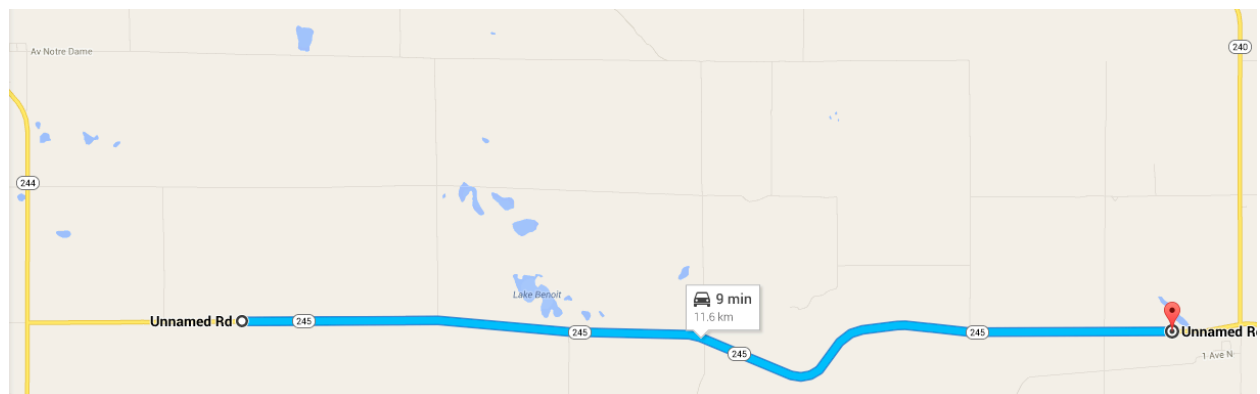 Av Notre Dame
240
244
Lake Benoit
9 min
11.6 km
Unnamed Rd
245
245
245
245
Unnamed Rd
1 Ave N